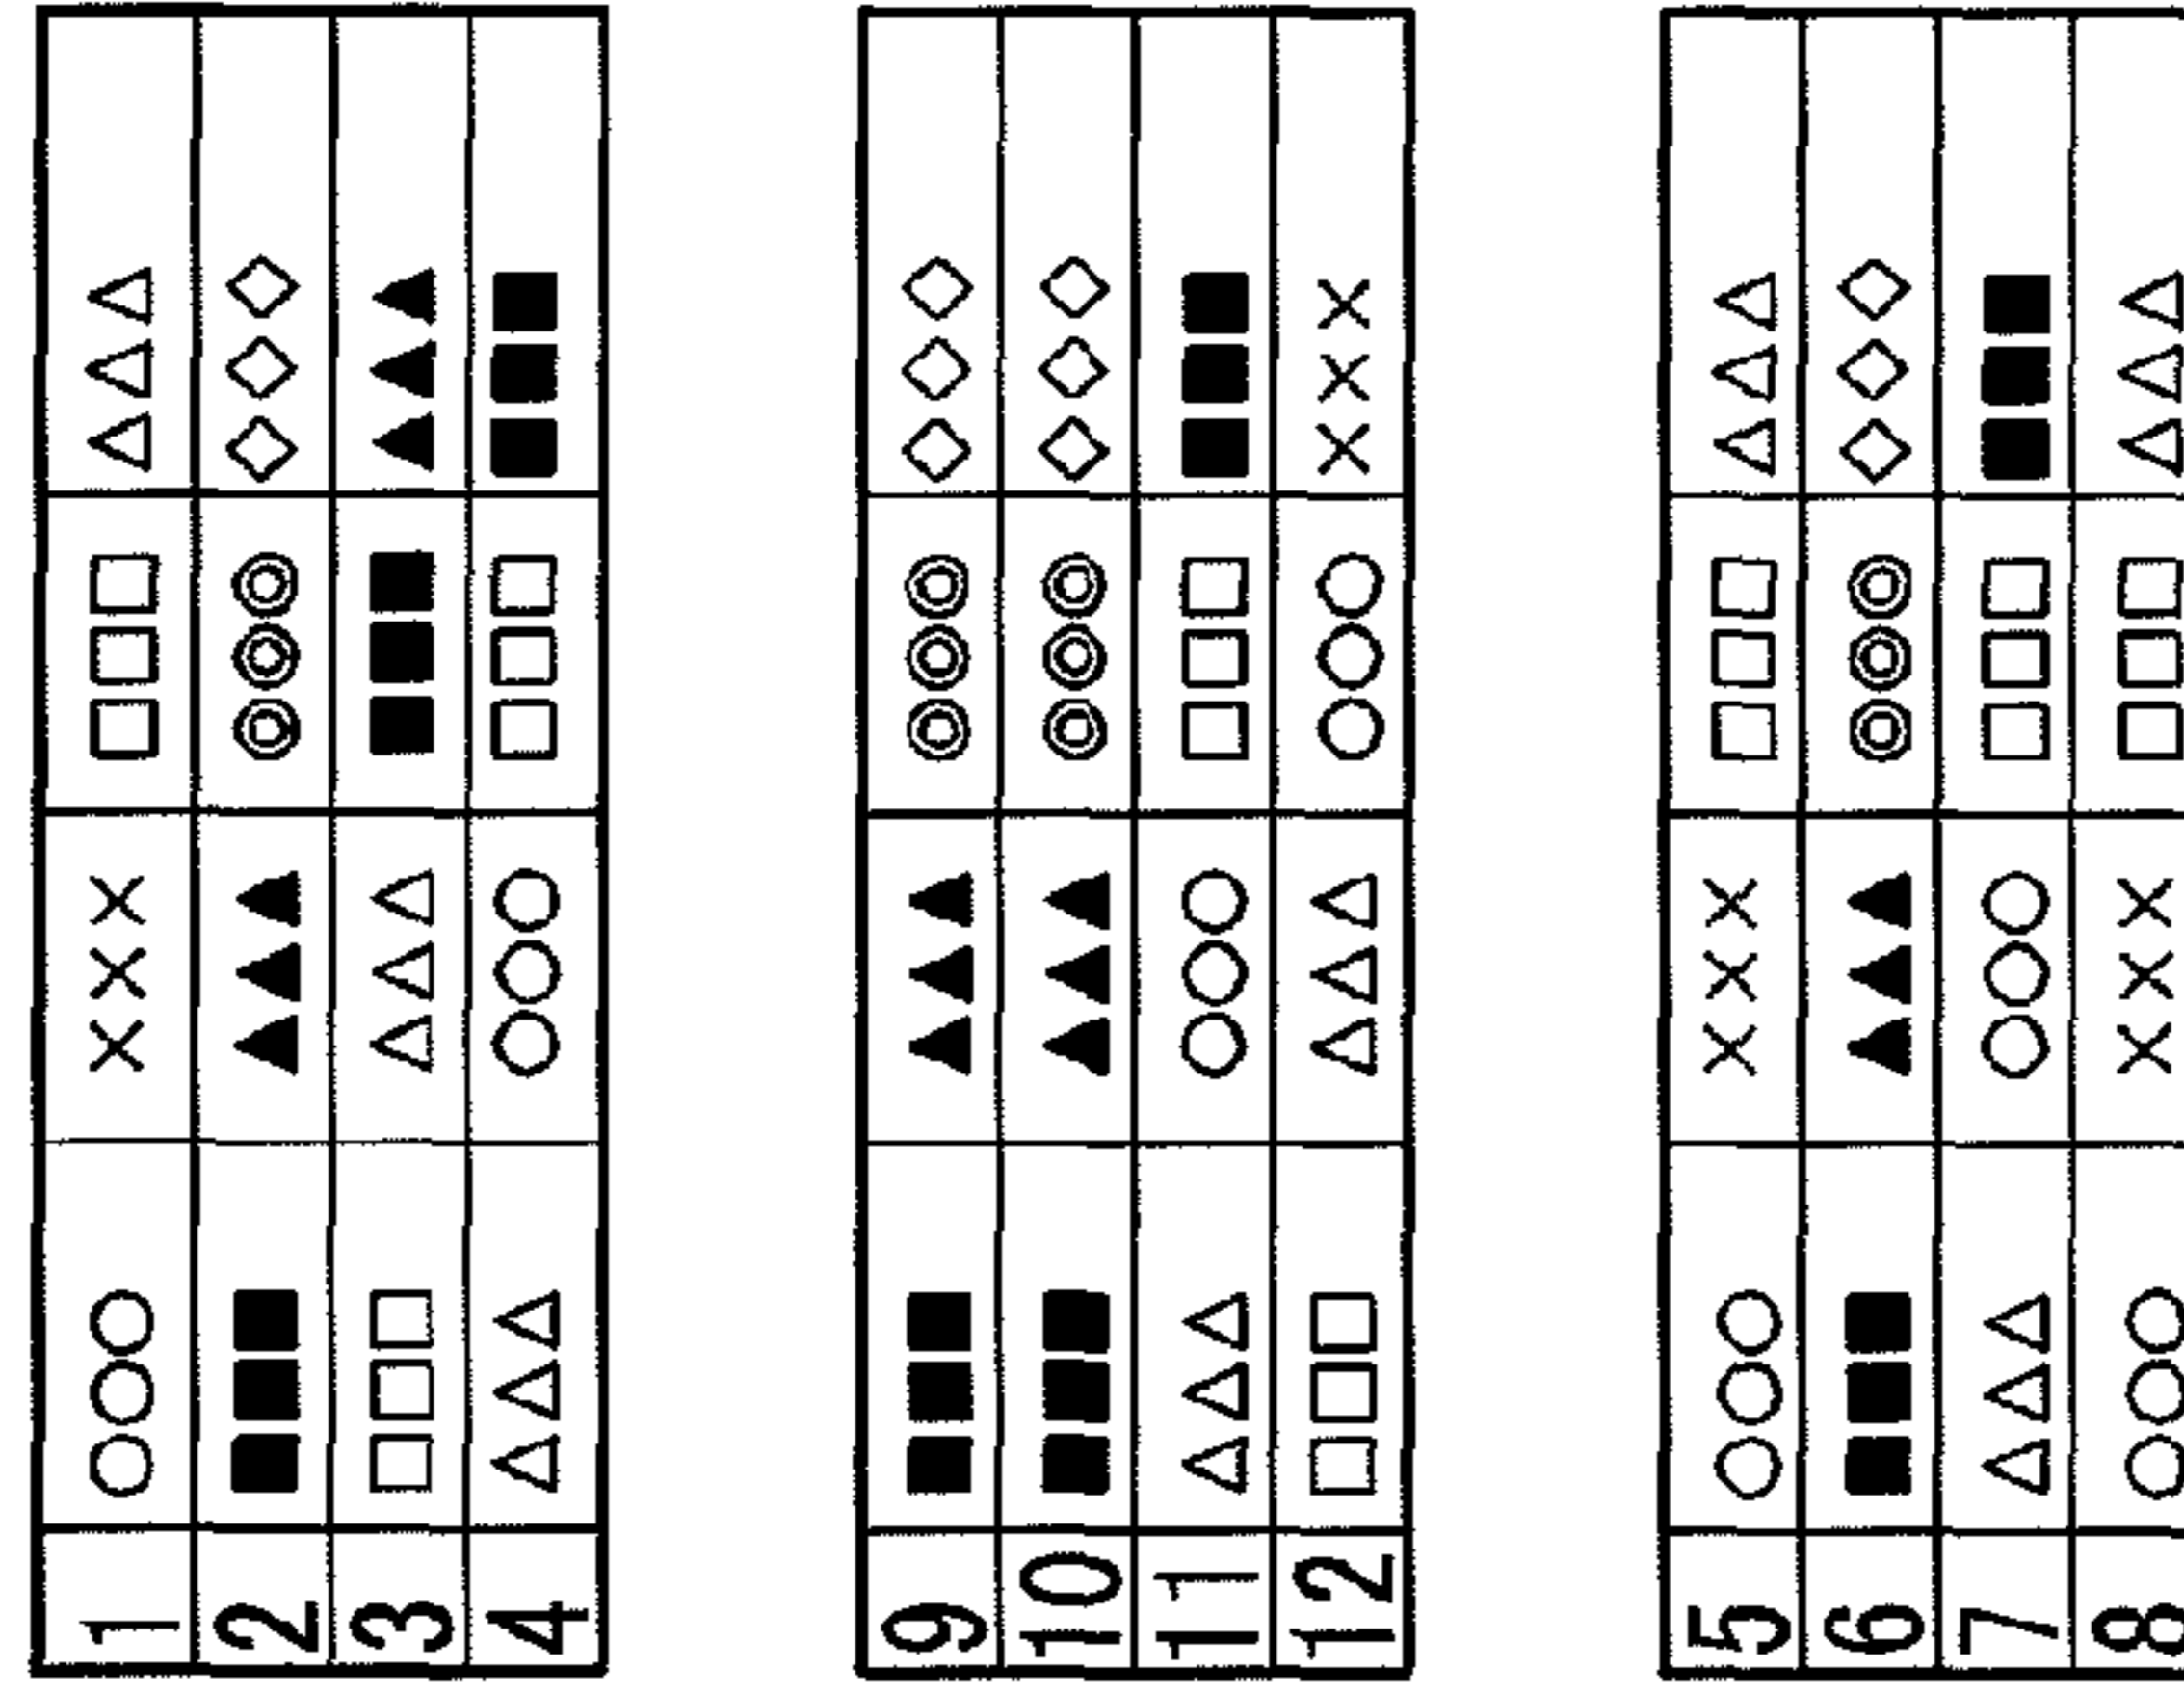 1 ○○○ ××× □□□ △△△
2 ■■■ ▲▲▲ ◎◎◎ ◇◇◇
3 □□□ △△△ ■■■ ▲▲▲
4 △△△ ○○○ □□□ ■■■
9 ■■■ ▲▲▲ ◎◎◎ ◇◇◇
10 ■■■ ▲▲▲ ◎◎◎ ◇◇◇
11 △△△ ○○○ □□□ ■■■
12 □□□ △△△ ○○○ ×××
5 ○○○ ××× □□□ △△△
6 ■■■ ▲▲▲ ◎◎◎ ◇◇◇
7 △△△ ○○○ □□□ ■■■
8 ○○○ ××× □□□ △△△